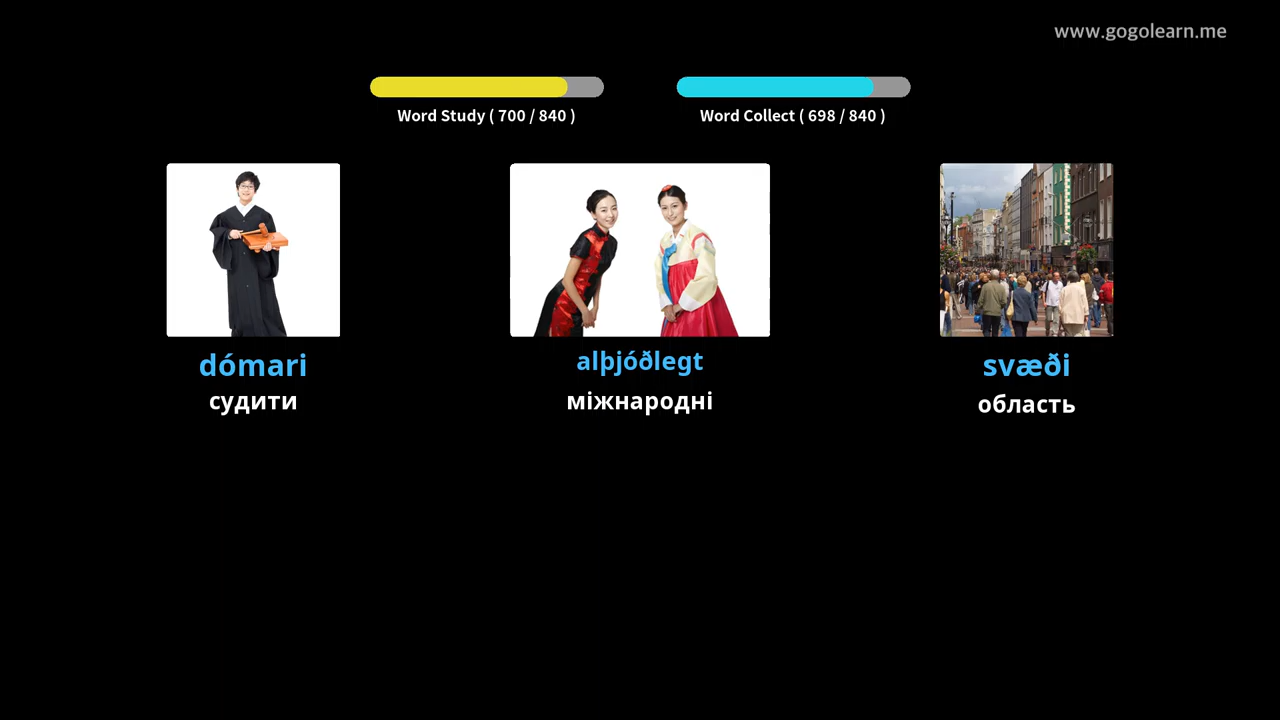 www.gogolearn.me
Word Study ( 700 / 840 )
Word Collect ( 698 / 840 )
dómari
судити
alþjóðlegt
міжнародні
svæði
область